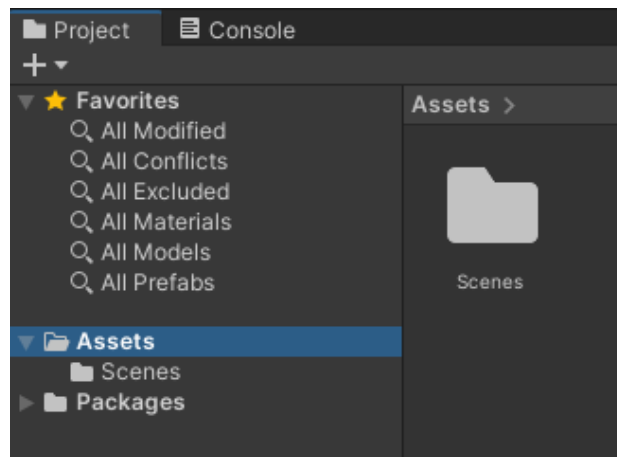 Project
Console
Favorites
All Modified
All Conflicts
All Excluded
All Materials
All Models
All Prefabs
Assets
Scenes
Packages
Assets >
Scenes